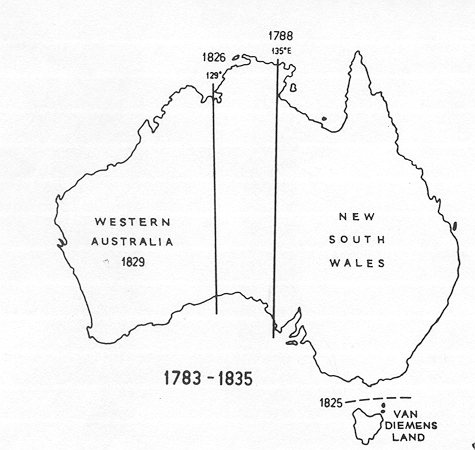 1788
135°E
1826
129°
WESTERN
AUSTRALIA
1829
NEW
SOUTH
WALES
1783 - 1835
1825
VAN
DIEMENS
LAND